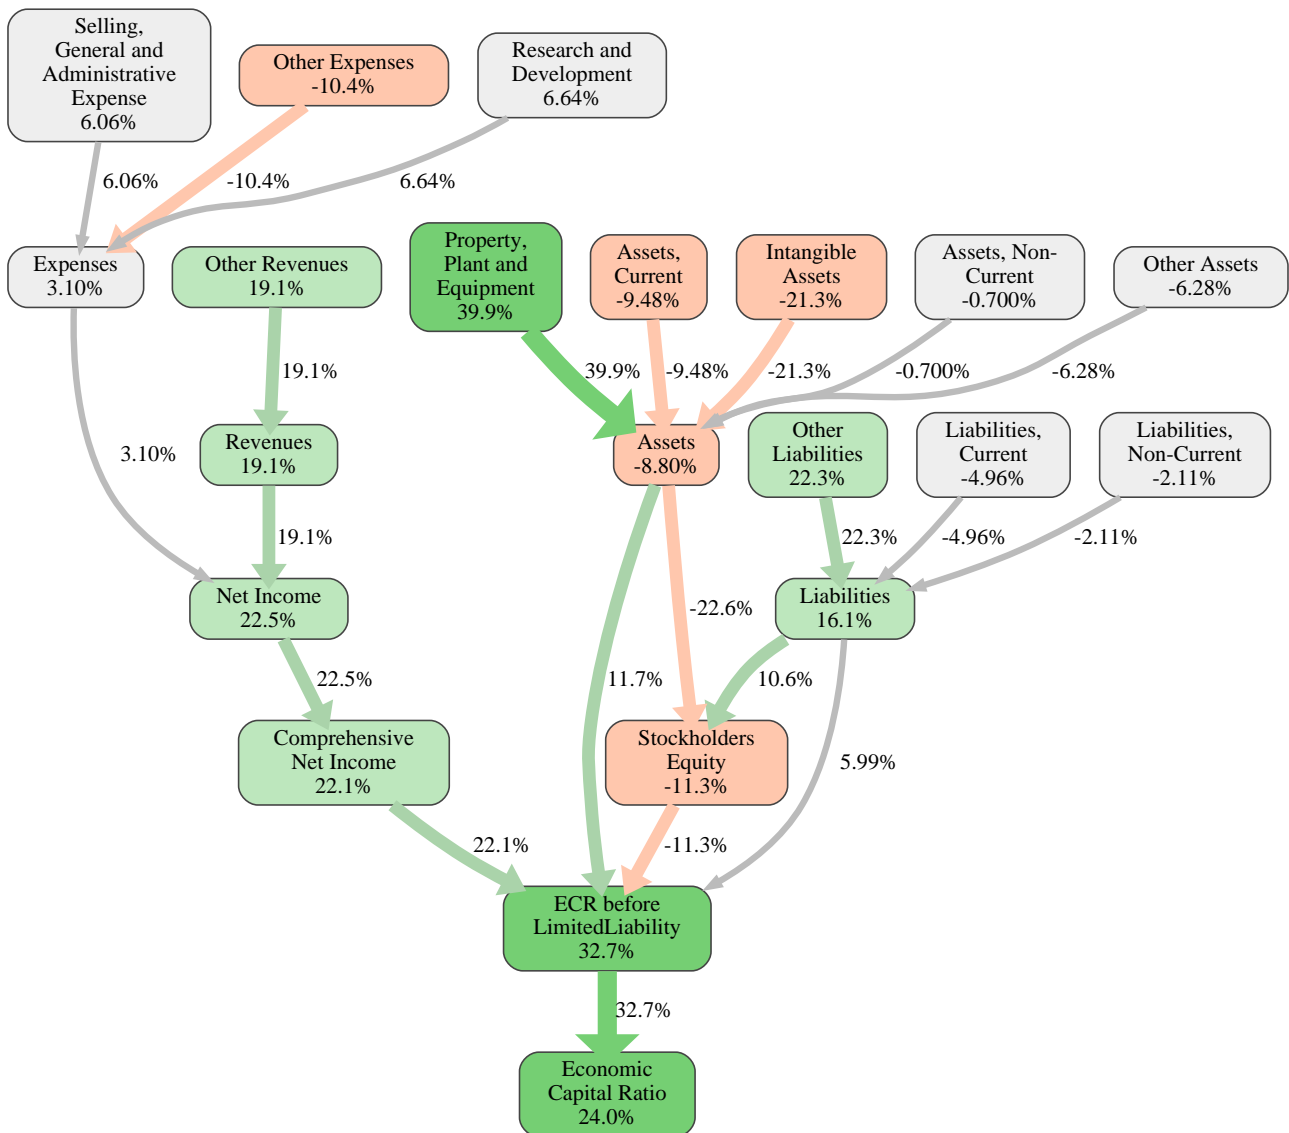 Selling,
General and
Administrative
Expense
6.06%
Other Expenses
-10.4%
Research and
Development
6.64%
6.06%
-10.4%
6.64%
Expenses
3.10%
Other Revenues
19.1%
Property,
Plant and
Equipment
39.9%
Assets,
Current
-9.48%
Intangible
Assets
-21.3%
Assets, Non-
Current
-0.700%
Other Assets
-6.28%
19.1%
39.9%
-9.48%
-21.3%
-0.700%
-6.28%
3.10%
Revenues
19.1%
Assets
-8.80%
Other
Liabilities
22.3%
Liabilities,
Current
-4.96%
Liabilities,
Non-Current
-2.11%
19.1%
22.3%
-4.96%
-2.11%
Net Income
22.5%
-22.6%
Liabilities
16.1%
22.5%
11.7%
10.6%
Comprehensive
Net Income
22.1%
Stockholders
Equity
-11.3%
5.99%
22.1%
-11.3%
ECR before
LimitedLiability
32.7%
32.7%
Economic
Capital Ratio
24.0%